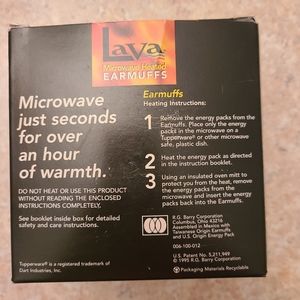 Lava
Microwave Heated
EARMUFFS
Microwave
just seconds
for over
an hour
of warmth.
DO NOT HEAT OR USE THIS PRODUCT
WITHOUT READING THE ENCLOSED
INSTRUCTIONS COMPLETELY.
See booklet inside box for detailed
safety and care instructions.
Tupperware® is a registered trademark of
Dart Industries, Inc.
Earmuffs
Heating Instructions:
1 Remove the energy packs from the
Earmuffs. Place only the energy
packs in the microwave on a
Tupperware® or other microwave
safe, plastic dish.
2 Heat the energy pack as directed
in the instruction booklet.
3 Using an insulated oven mitt to
protect you from the heat, remove
the energy packs from the
microwave and insert the energy
packs back into the Earmuffs.
R.G. Barry Corporation
Columbus, Ohio 43216
Assembled in Mexico with
Taiwanese Origin Earmuffs
and U.S. Origin Energy Pack
006-100-012
U.S. Patent No. 5,211,949
© 1995 R.G. Barry Corporation
Packaging Materials Recyclable